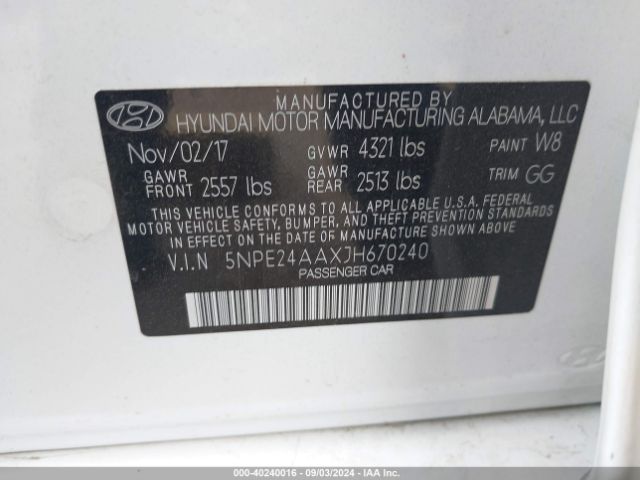 MANUFACTURED BY
HYUNDAI MOTOR MANUFACTURING ALABAMA, LLC
Nov/02/17 GVWR 4321 lbs PAINT W8
GAWR FRONT 2557 lbs GAWR REAR 2513 lbs TRIM GG
THIS VEHICLE CONFORMS TO ALL APPLICABLE U.S.A. FEDERAL
MOTOR VEHICLE SAFETY, BUMPER, AND THEFT PREVENTION
STANDARDS IN EFFECT ON THE DATE OF MANUFACTURE SHOWN ABOVE
V.I.N 5NPE24AAXJH670240
PASSENGER CAR
000-40240016 - 09/03/2024 - IAA Inc.